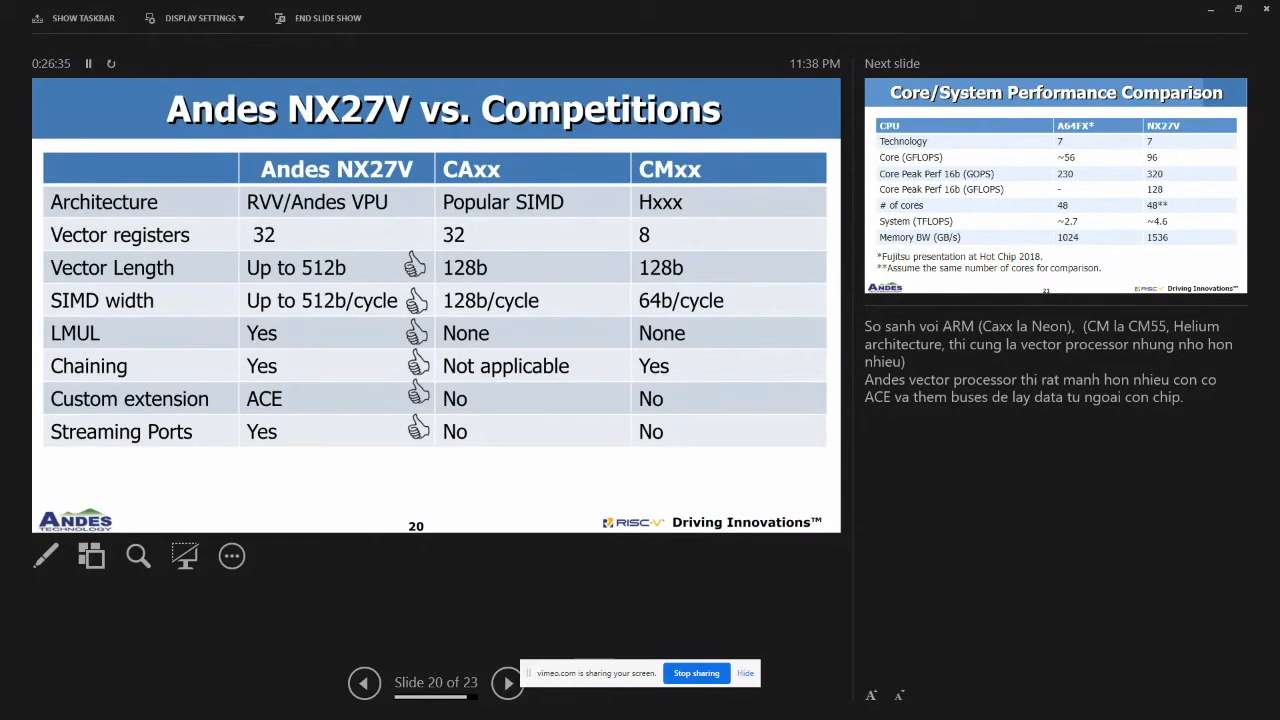 SHOW TASKBAR DISPLAY SETTINGS ▼ END SLIDE SHOW
0:26:35
11:38 PM
Andes NX27V vs. Competitions
Andes NX27V CAxx CMxx
Architecture RVV/Andes VPU Popular SIMD Hxxx
Vector registers 32 32 8
Vector Length Up to 512b 128b 128b
SIMD width Up to 512b/cycle 128b/cycle 64b/cycle
LMUL Yes None None
Chaining Yes Not applicable Yes
Custom extension ACE No No
Streaming Ports Yes No No
ANDES TECHNOLOGY
20
RISC-V Driving Innovations™
Slide 20 of 23
vimeo.com is sharing your screen. Stop sharing Hide
Next slide
Core/System Performance Comparison
CPU A64FX* NX27V
Technology 7 7
Core (GFLOPS) ~56 96
Core Peak Perf 16b (GOPS) 230 320
Core Peak Perf 16b (GFLOPS) - 128
# of cores 48 48**
System (TFLOPS) ~2.7 ~4.6
Memory BW (GB/s) 1024 1536
*Fujitsu presentation at Hot Chip 2018.
**Assume the same number of cores for comparison.
ANDES
21
RISC-V Driving Innovations™
So sanh voi ARM (Caxx la Neon), (CM la CM55, Helium
architecture, thi cung la vector processor nhung nho hon
nhieu)
Andes vector processor thi rat manh hon nhieu con co
ACE va them buses de lay data tu ngoai con chip.
A A